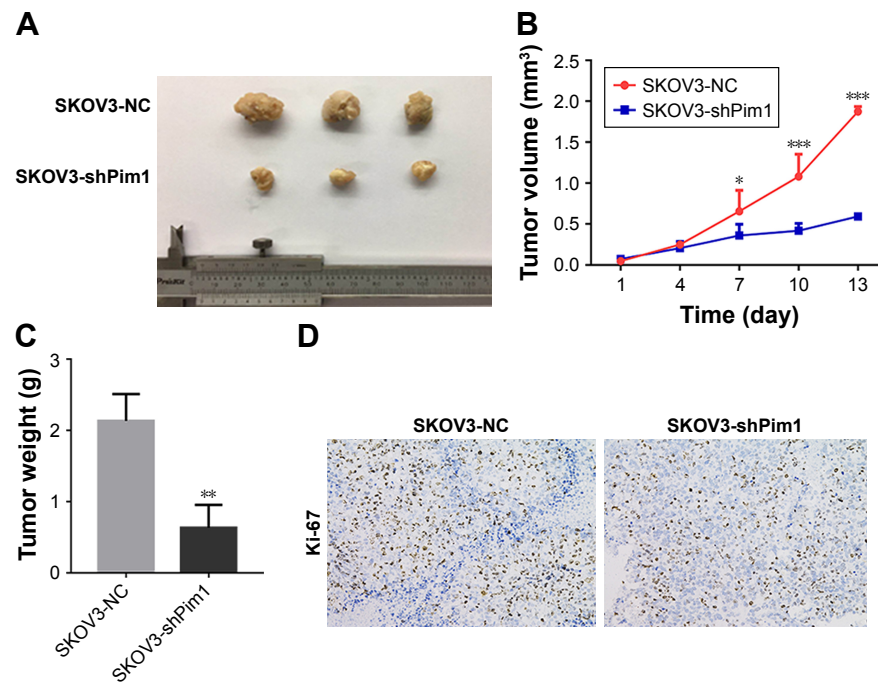 A
SKOV3-NC
SKOV3-shPim1
B
Tumor volume (mm³)
2.5
2.0
1.5
1.0
0.5
0.0
SKOV3-NC
SKOV3-shPim1
*
***
***
1 4 7 10 13
Time (day)
C
Tumor weight (g)
3
2
1
0
**
SKOV3-NC
SKOV3-shPim1
D
SKOV3-NC SKOV3-shPim1
Ki-67